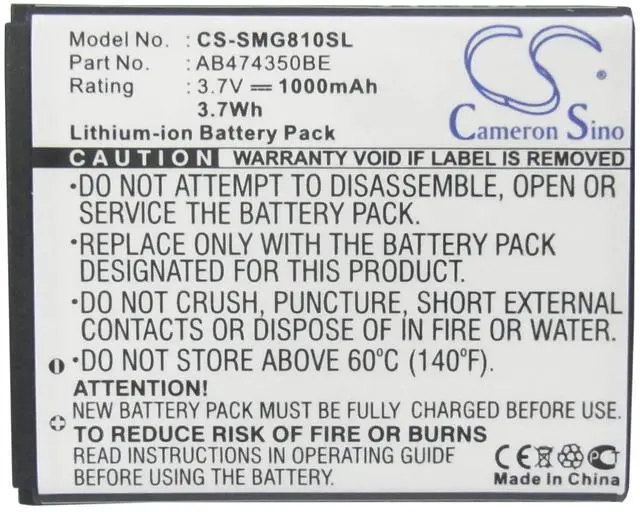 Model No. : CS-SMG810SL
Part No. : AB474350BE
Rating : 3.7V ⎓ 1000mAh
3.7Wh
Lithium-ion Battery Pack
CS
Cameron Sino
CAUTION WARRANTY VOID IF LABEL IS REMOVED
•DO NOT ATTEMPT TO DISASSEMBLE, OPEN OR
SERVICE THE BATTERY PACK.
•REPLACE ONLY WITH THE BATTERY PACK
DESIGNATED FOR THIS PRODUCT.
•DO NOT CRUSH, PUNCTURE, SHORT EXTERNAL
CONTACTS OR DISPOSE OF IN FIRE OR WATER.
•DO NOT STORE ABOVE 60°C (140°F).
ATTENTION:
NEW BATTERY PACK MUST BE FULLY CHARGED BEFORE USE
TO REDUCE RISK OF FIRE OR BURNS
READ INSTRUCTIONS IN OPERATING GUIDE
BEFORE USING THE BATTERY PACK
CE
PC
Made in China